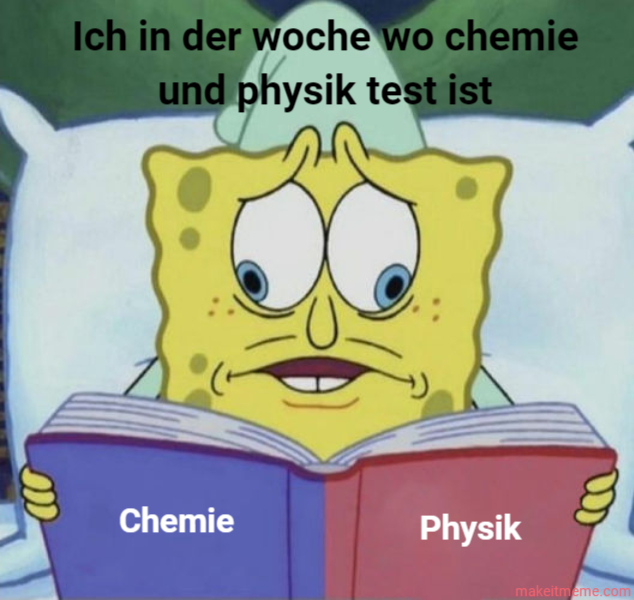 Ich in der woche wo chemie
und physik test ist
Chemie
Physik
makeitmeme.com